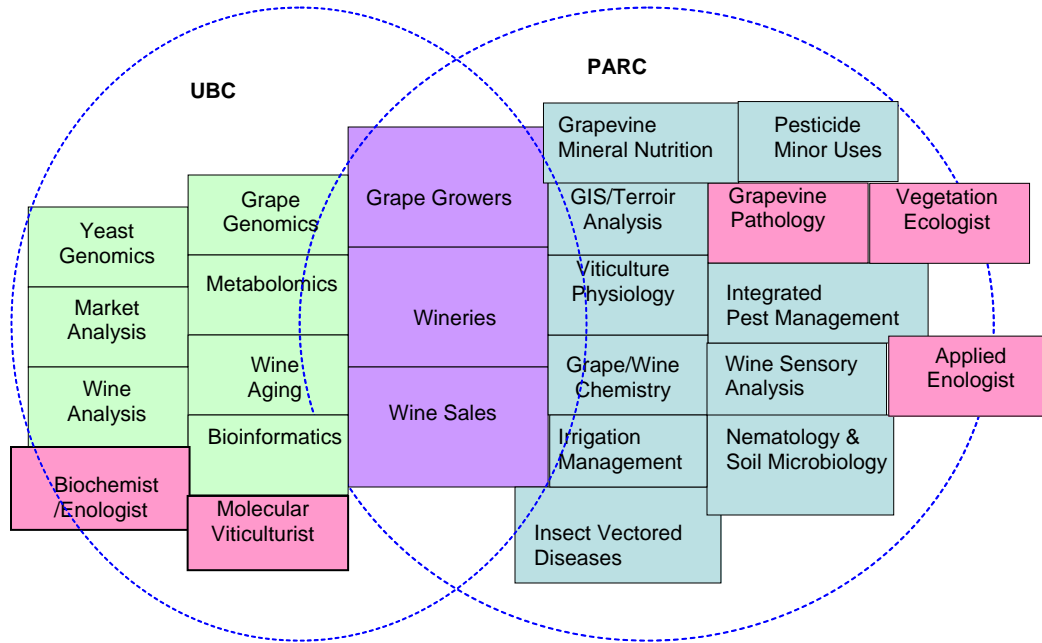 UBC
PARC
Yeast
Genomics
Market
Analysis
Wine
Analysis
Biochemist
/Enologist
Grape
Genomics
Metabolomics
Wine
Aging
Bioinformatics
Molecular
Viticulturist
Grape Growers
Wineries
Wine Sales
Grapevine
Mineral Nutrition
Pesticide
Minor Uses
GIS/Terroir
Analysis
Grapevine
Pathology
Vegetation
Ecologist
Viticulture
Physiology
Integrated
Pest Management
Grape/Wine
Chemistry
Wine Sensory
Analysis
Applied
Enologist
Irrigation
Management
Nematology &
Soil Microbiology
Insect Vectored
Diseases